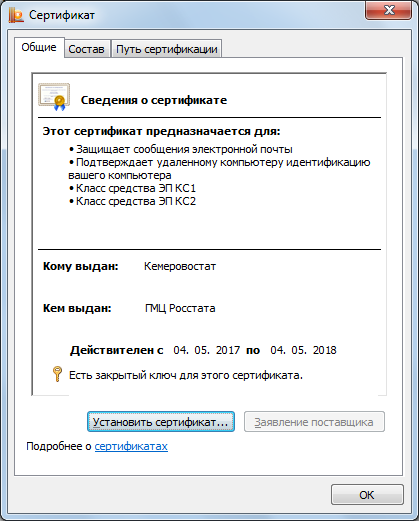 Сертификат
Общие Состав Путь сертификации
Сведения о сертификате
Этот сертификат предназначается для:
• Защищает сообщения электронной почты
• Подтверждает удаленному компьютеру идентификацию
вашего компьютера
• Класс средства ЭП КС1
• Класс средства ЭП КС2
Кому выдан: Кемеровостат
Кем выдан: ГМЦ Росстата
Действителен с 04. 05. 2017 по 04. 05. 2018
Есть закрытый ключ для этого сертификата.
Установить сертификат... Заявление поставщика
Подробнее о сертификатах
ОК